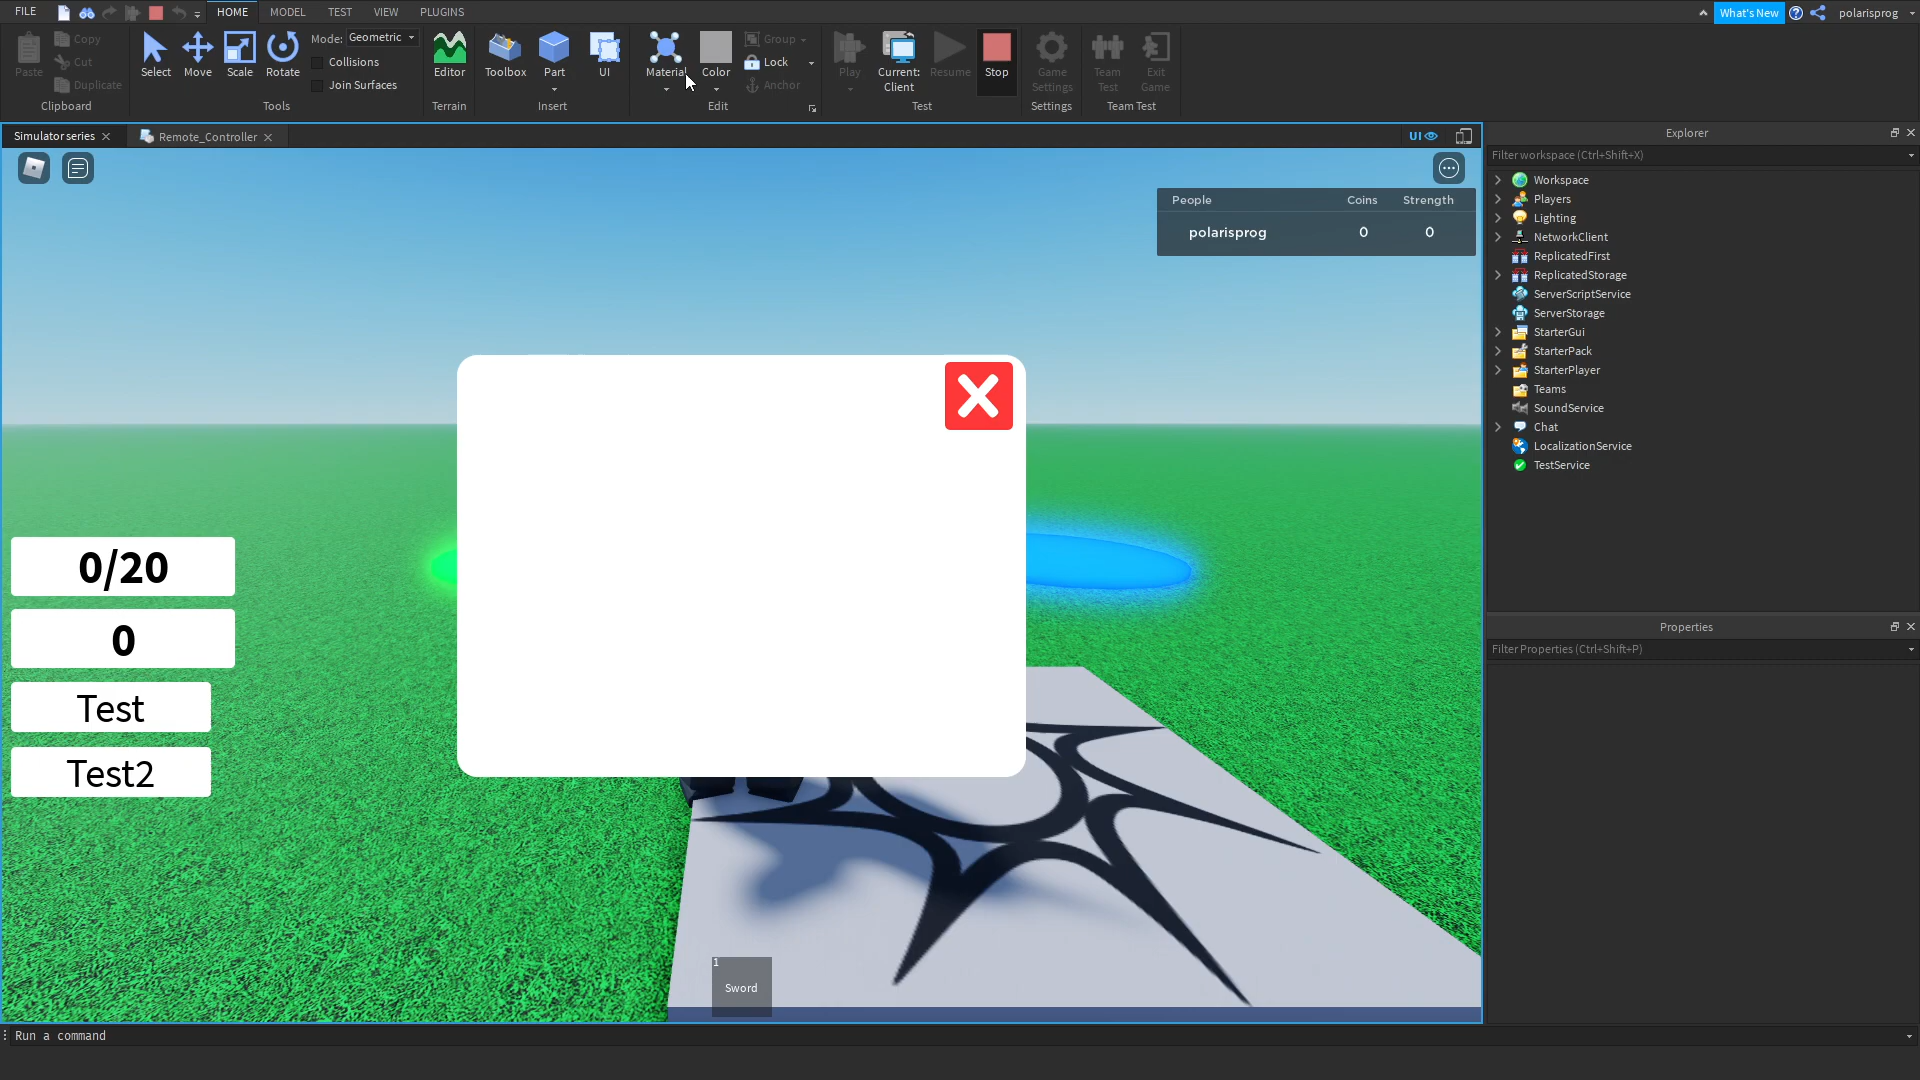 FILE HOME MODEL TEST VIEW PLUGINS What's New polarisprog
Paste Copy Cut Duplicate Clipboard
Select Move Scale Rotate Mode: Geometric Collisions Join Surfaces Tools
Editor Terrain
Toolbox Part UI Insert
Material Color Group Lock Anchor Edit
Play Current: Client Resume Stop Test
Game Settings Settings
Team Test Exit Game Team Test
Simulator series Remote_Controller UI
Explorer
Filter workspace (Ctrl+Shift+X)
Workspace
Players
Lighting
NetworkClient
ReplicatedFirst
ReplicatedStorage
ServerScriptService
ServerStorage
StarterGui
StarterPack
StarterPlayer
Teams
SoundService
Chat
LocalizationService
TestService
Properties
Filter Properties (Ctrl+Shift+P)
People Coins Strength
polarisprog 0 0
X
0/20
0
Test
Test2
1
Sword
Run a command